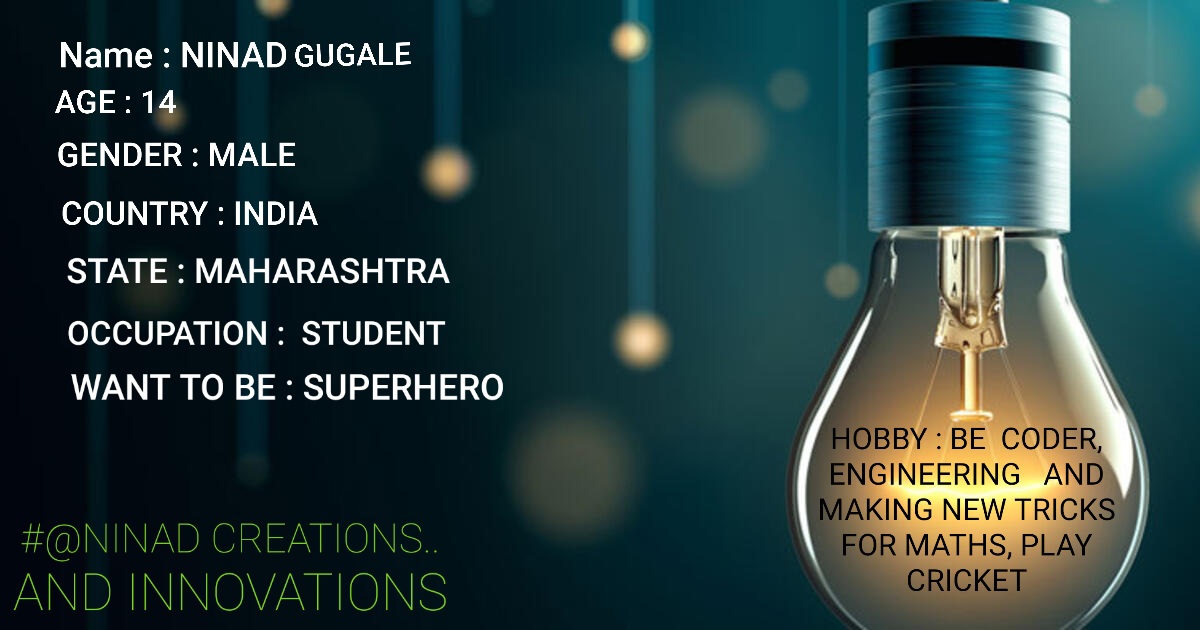 Name : NINAD GUGALE
AGE : 14
GENDER : MALE
COUNTRY : INDIA
STATE : MAHARASHTRA
OCCUPATION : STUDENT
WANT TO BE : SUPERHERO
HOBBY : BE CODER,
ENGINEERING AND
MAKING NEW TRICKS
FOR MATHS, PLAY
CRICKET
#@NINAD CREATIONS..
AND INNOVATIONS